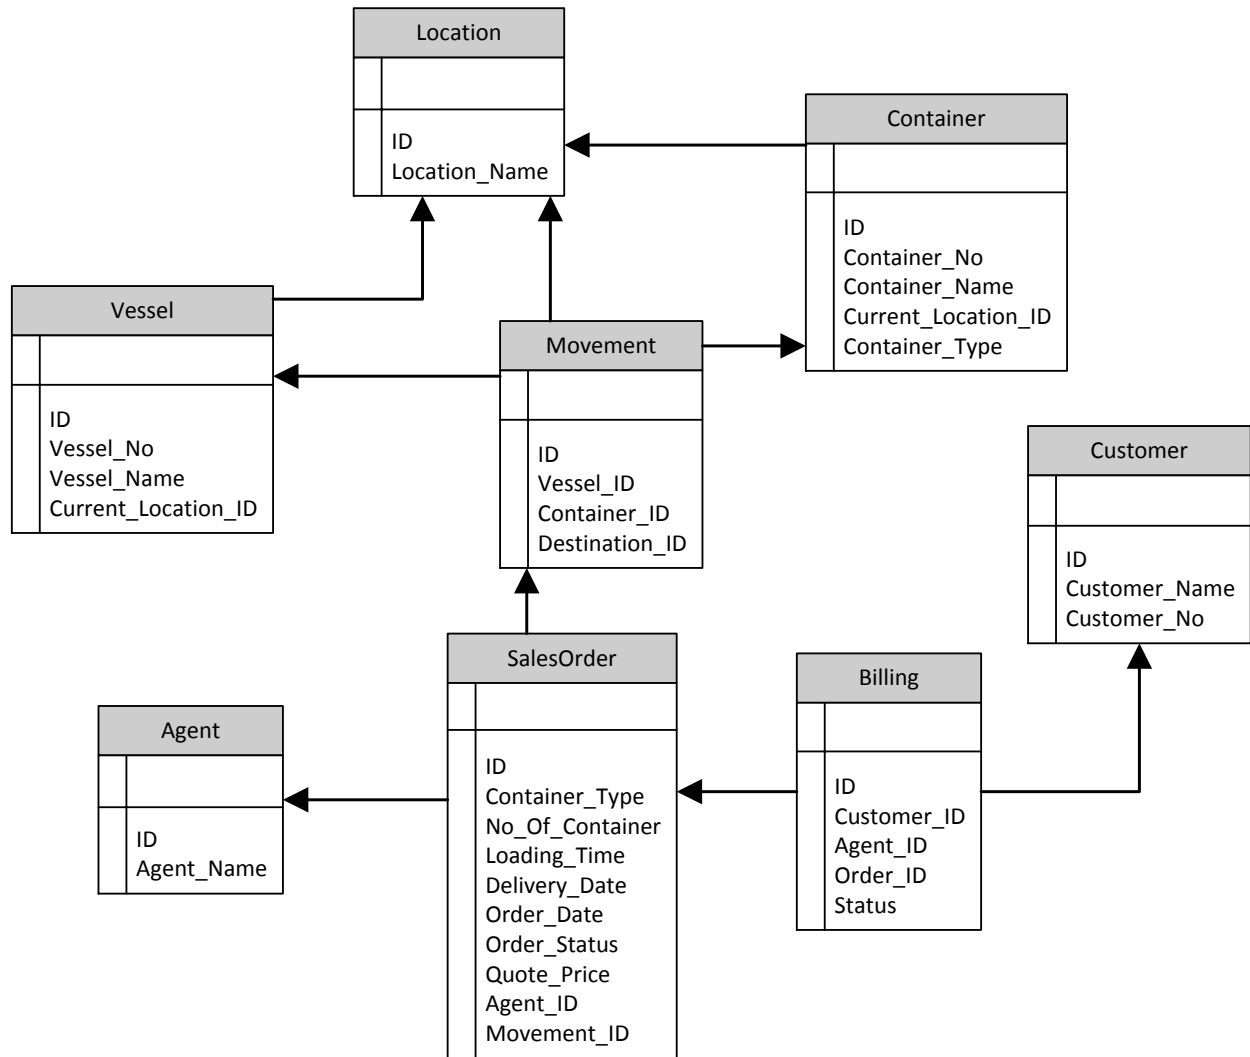 Location
ID
Location_Name
Container
ID
Container_No
Container_Name
Current_Location_ID
Container_Type
Vessel
ID
Vessel_No
Vessel_Name
Current_Location_ID
Movement
ID
Vessel_ID
Container_ID
Destination_ID
Customer
ID
Customer_Name
Customer_No
SalesOrder
ID
Container_Type
No_Of_Container
Loading_Time
Delivery_Date
Order_Date
Order_Status
Quote_Price
Agent_ID
Movement_ID
Billing
ID
Customer_ID
Agent_ID
Order_ID
Status
Agent
ID
Agent_Name